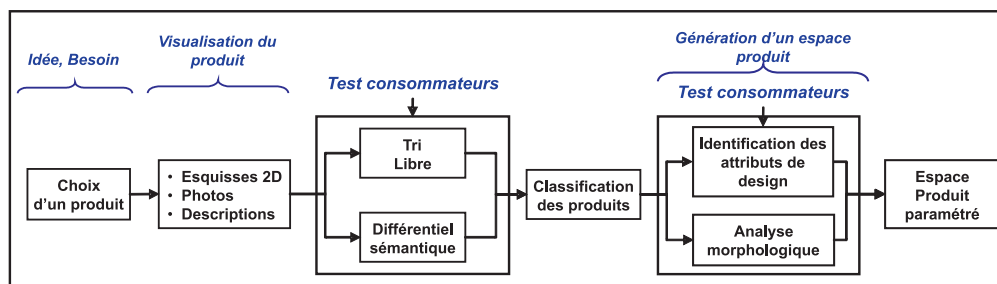 Idée, Besoin
Visualisation du
produit
Test consommateurs
Génération d'un espace
produit
Test consommateurs
Choix
d'un produit
• Esquisses 2D
• Photos
• Descriptions
Tri
Libre
Différentiel
sémantique
Classification
des produits
Identification des
attributs de
design
Analyse
morphologique
Espace
Produit
paramétré